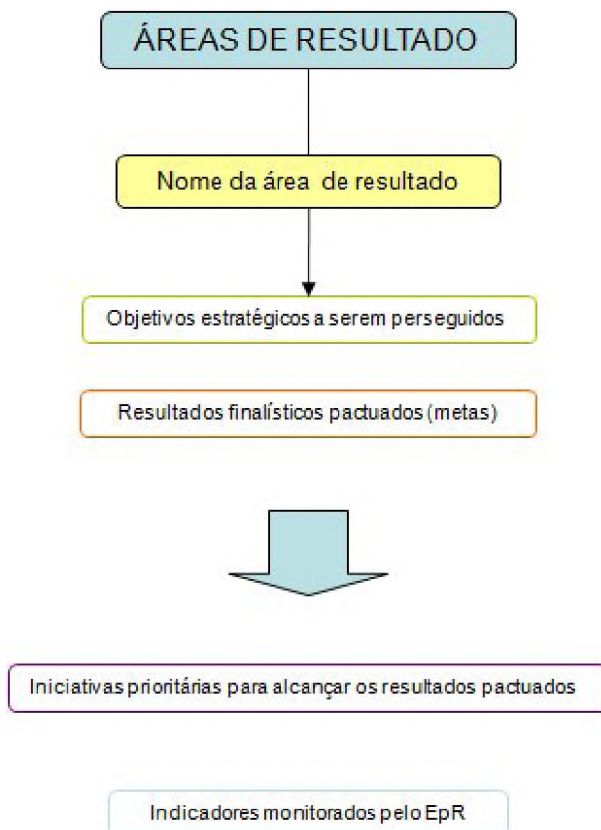 ÁREAS DE RESULTADO
Nome da área de resultado
Objetivos estratégicos a serem perseguidos
Resultados finalísticos pactuados (metas)
Iniciativas prioritárias para alcançar os resultados pactuados
Indicadores monitorados pelo EpR